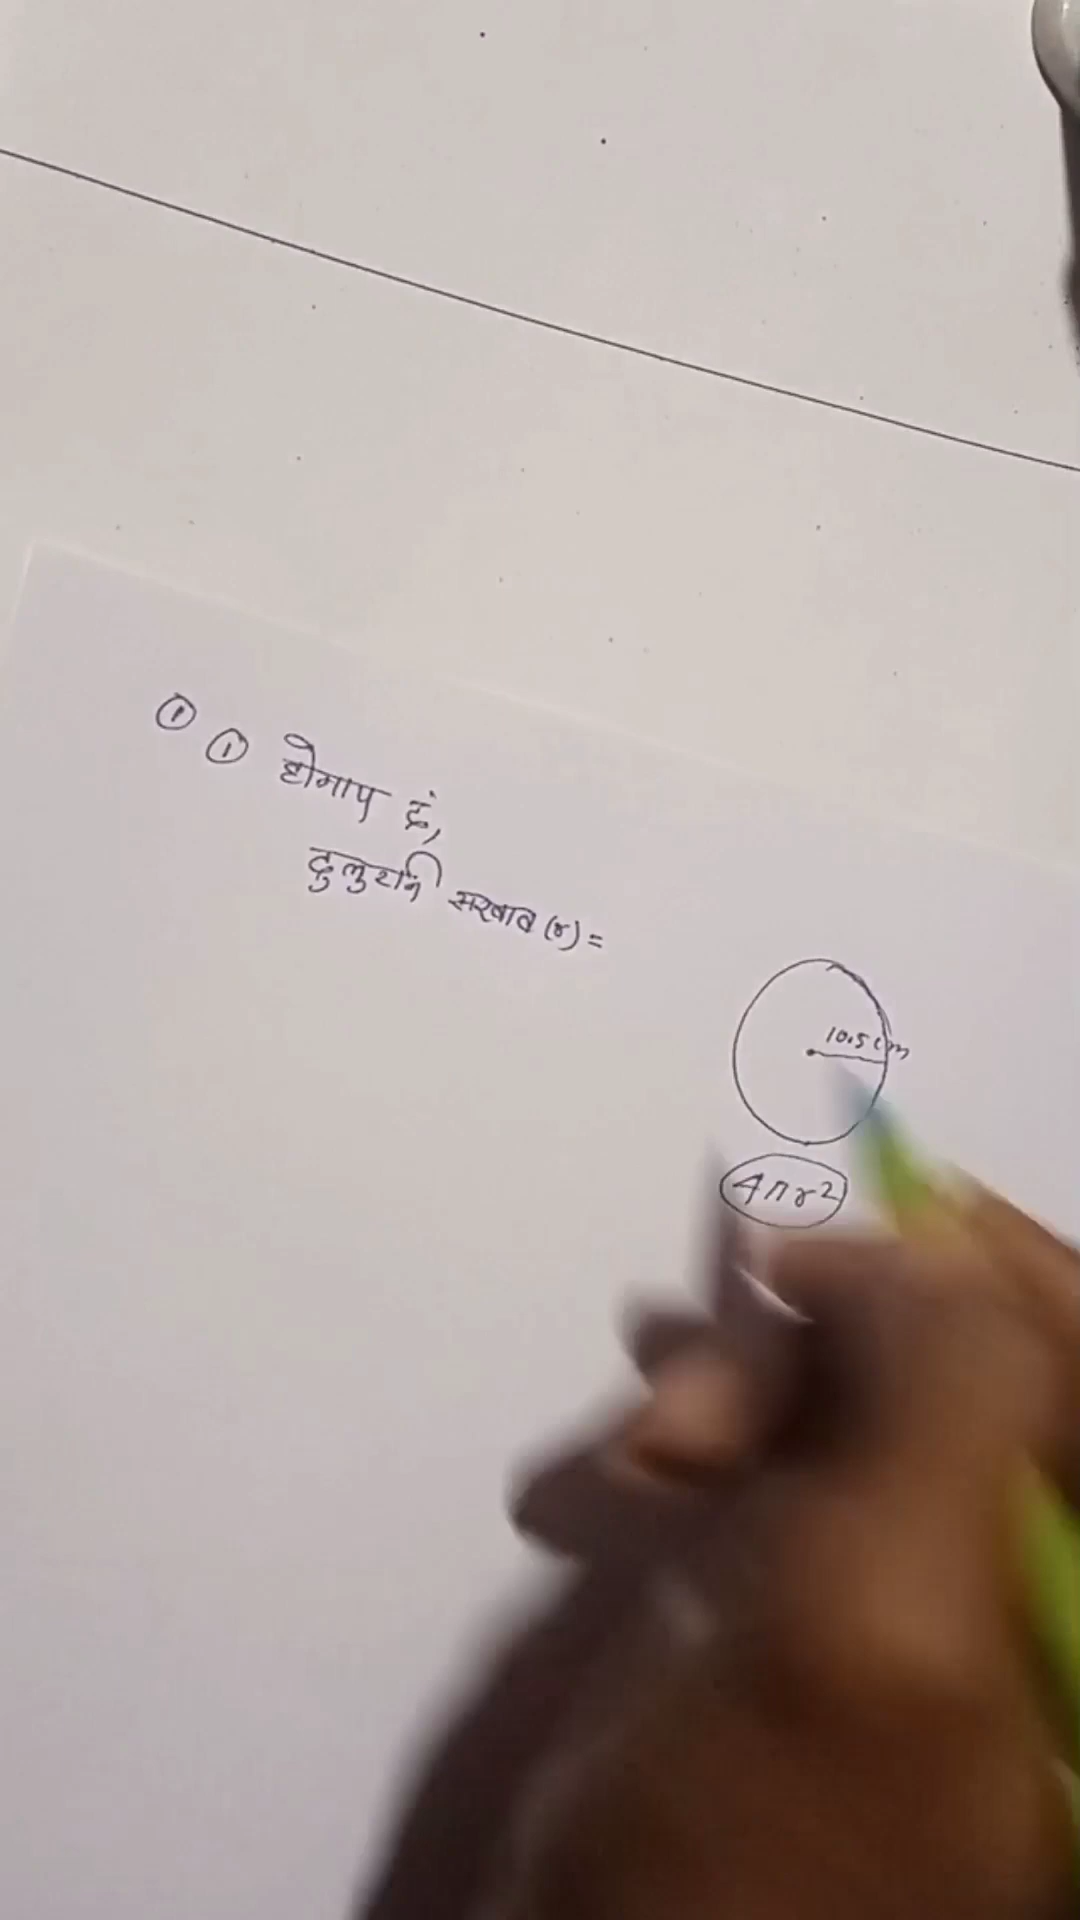 ① ① होनाय दं,
दुलुरनि सरखाव (r) =
10.5 cm
4πr²